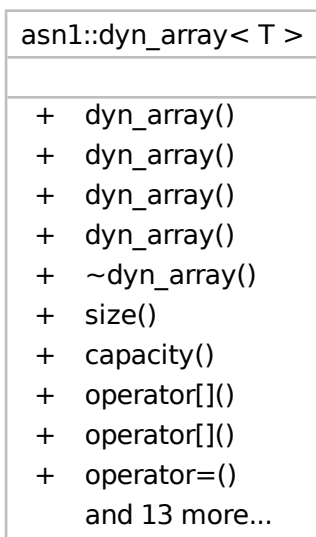 asn1::dyn_array< T >
+ dyn_array()
+ dyn_array()
+ dyn_array()
+ dyn_array()
+ ~dyn_array()
+ size()
+ capacity()
+ operator[]()
+ operator[]()
+ operator=()
and 13 more...